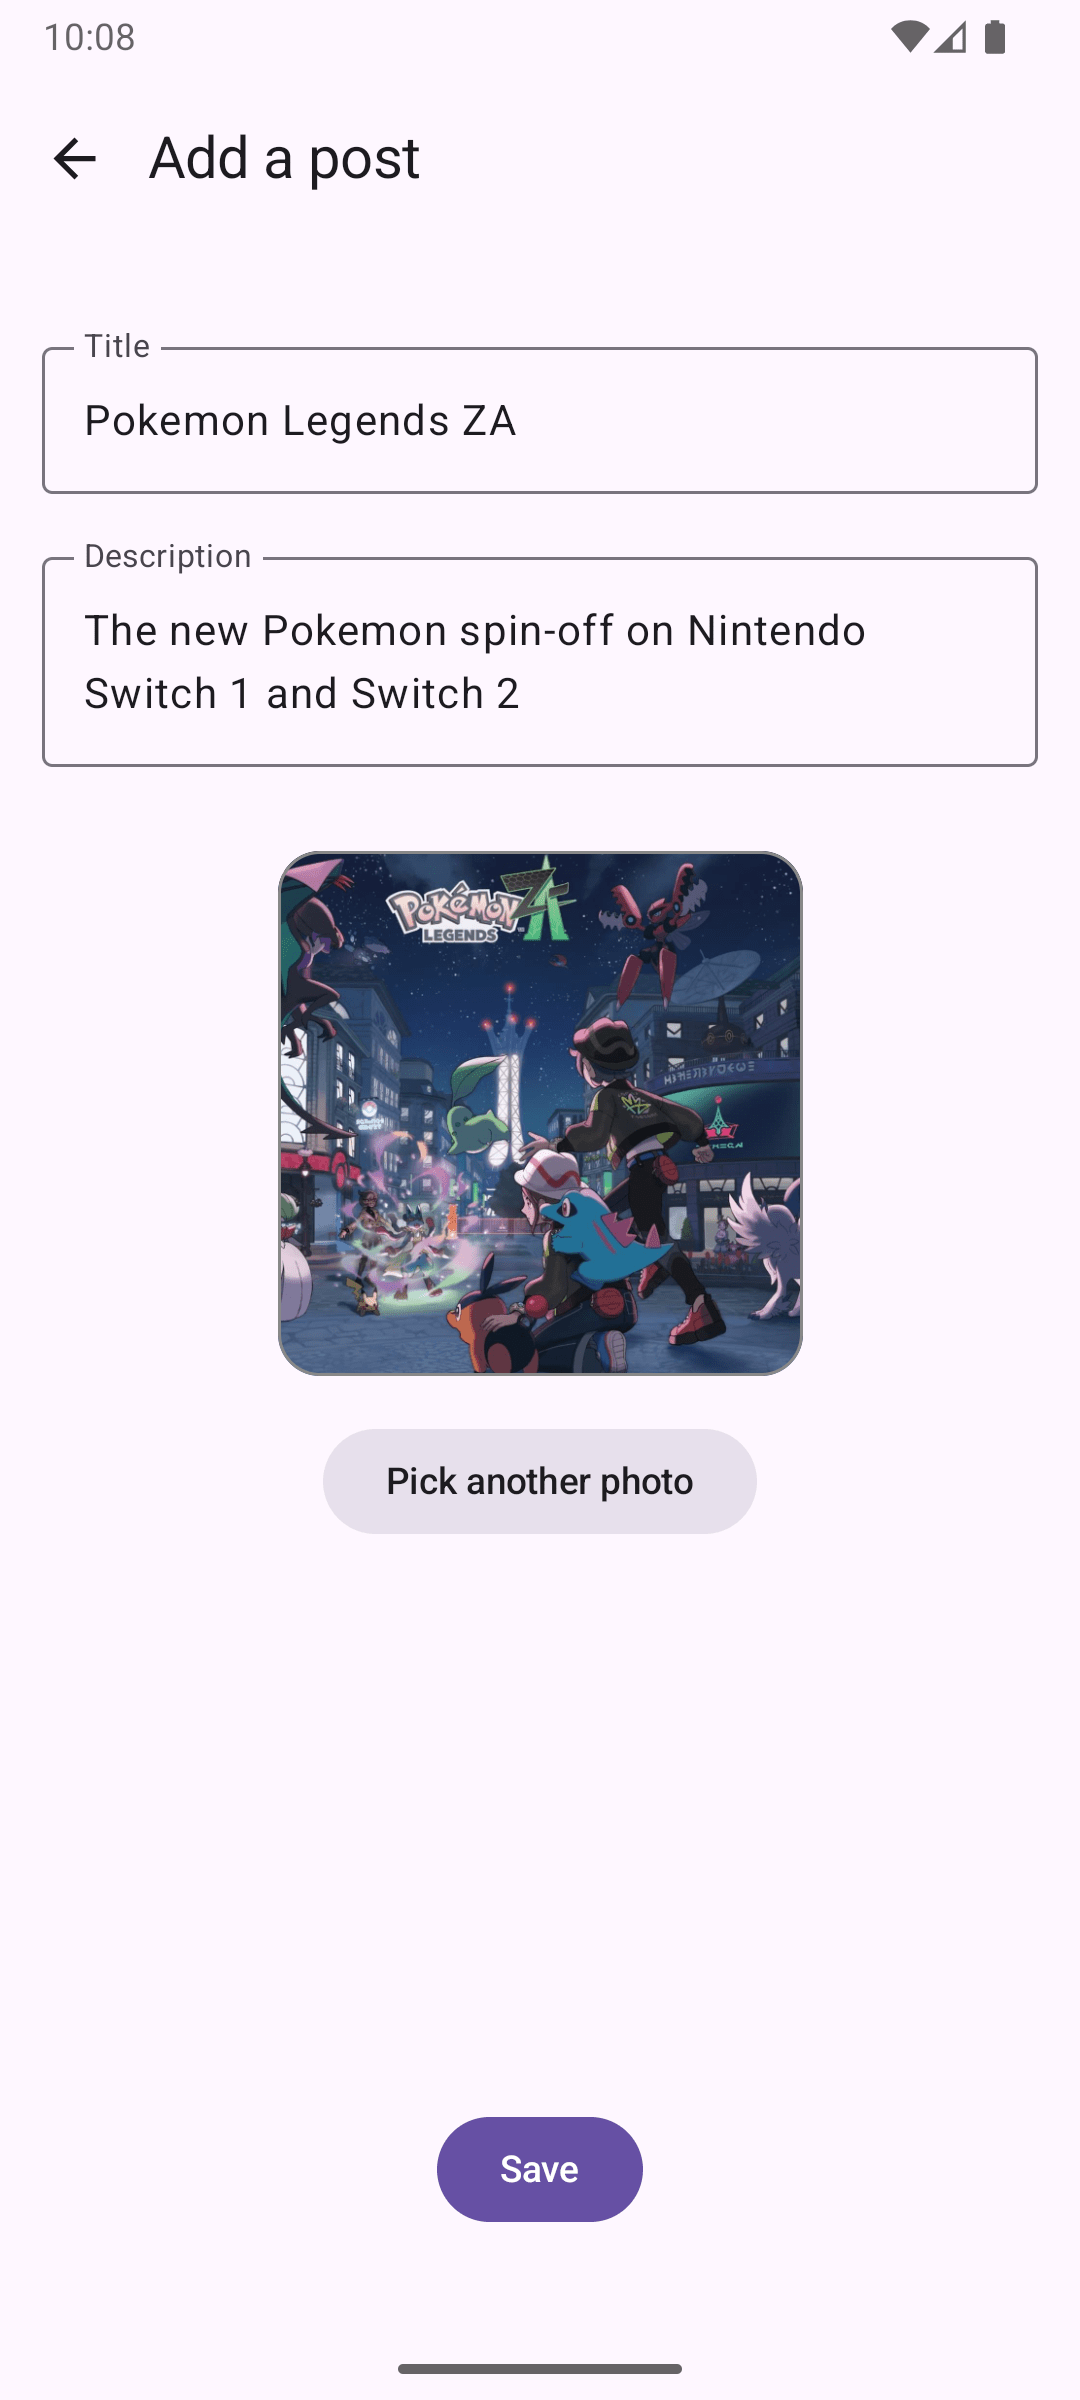 10:08
Add a post
Title
Pokemon Legends ZA
Description
The new Pokemon spin-off on Nintendo
Switch 1 and Switch 2
POKéMON ZA
LEGENDS
Pick another photo
Save